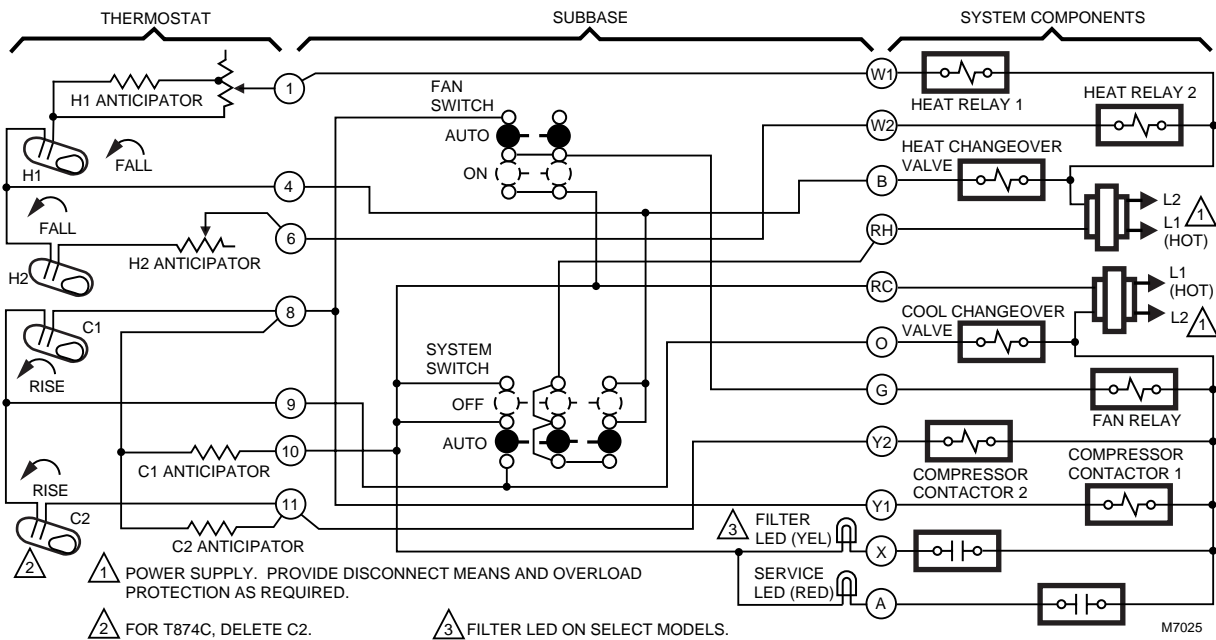 THERMOSTAT
SUBBASE
SYSTEM COMPONENTS
1
H1 ANTICIPATOR
H1
FALL
4
FALL
6
H2 ANTICIPATOR
H2
8
C1
RISE
9
10
C1 ANTICIPATOR
RISE
11
C2
C2 ANTICIPATOR
2
FAN
SWITCH
AUTO
ON
SYSTEM
SWITCH
OFF
AUTO
W1
HEAT RELAY 1
HEAT RELAY 2
W2
HEAT CHANGEOVER
VALVE
B
L2
1
L1
(HOT)
RH
RC
L1
(HOT)
L2
1
COOL CHANGEOVER
VALVE
O
G
FAN RELAY
Y2
COMPRESSOR
CONTACTOR 2
COMPRESSOR
CONTACTOR 1
Y1
3
FILTER
LED (YEL)
X
SERVICE
LED (RED)
A
1 POWER SUPPLY. PROVIDE DISCONNECT MEANS AND OVERLOAD
PROTECTION AS REQUIRED.
2 FOR T874C, DELETE C2.
3 FILTER LED ON SELECT MODELS.
M7025